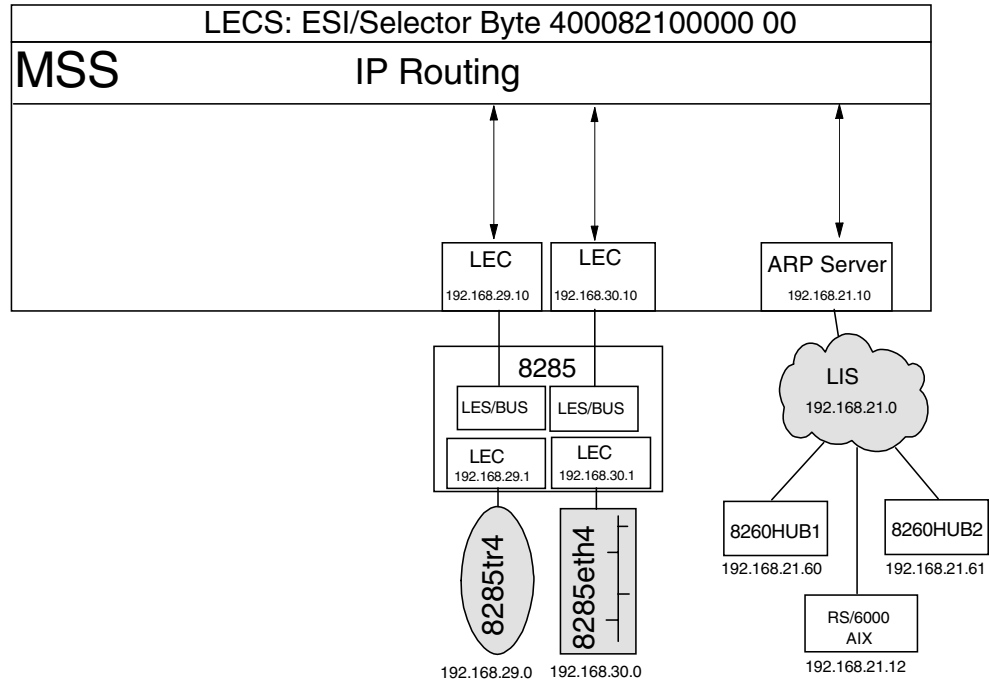 LECS: ESI/Selector Byte 400082100000 00
MSS
IP Routing
LEC
192.168.29.10
LEC
192.168.30.10
ARP Server
192.168.21.10
8285
LES/BUS
LES/BUS
LEC
192.168.29.1
LEC
192.168.30.1
LIS
192.168.21.0
8285tr4
8285eth4
192.168.29.0
192.168.30.0
8260HUB1
192.168.21.60
8260HUB2
192.168.21.61
RS/6000
AIX
192.168.21.12